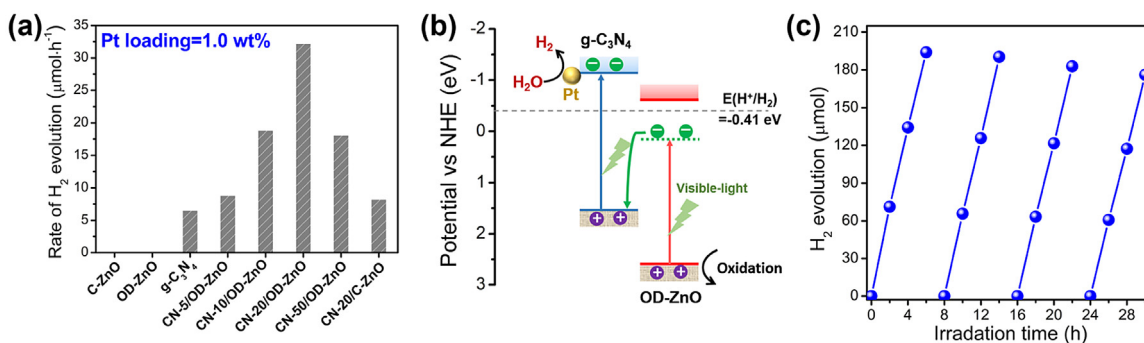 (a)
Pt loading=1.0 wt%
Rate of H₂ evolution (μmol·h⁻¹)
35
30
25
20
15
10
5
0
C-ZnO
OD-ZnO
g-C₃N₄
CN-5/OD-ZnO
CN-10/OD-ZnO
CN-20/OD-ZnO
CN-50/OD-ZnO
CN-20/C-ZnO
(b)
Potential vs NHE (eV)
-2
-1
0
1
2
3
g-C₃N₄
H₂
H₂O
Pt
E(H⁺/H₂)
=-0.41 eV
Visible-light
Oxidation
OD-ZnO
(c)
H₂ evolution (μmol)
210
180
150
120
90
60
30
0
0 4 8 12 16 20 24 28
Irradation time (h)